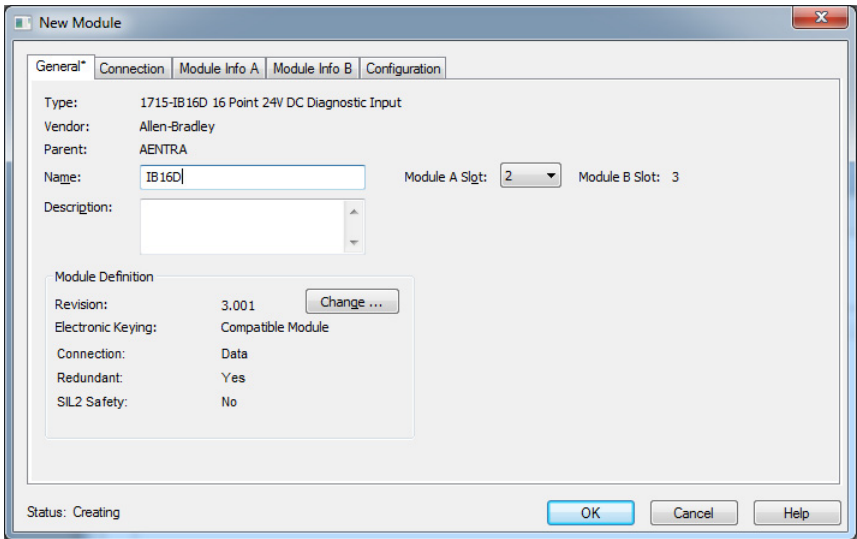 New Module
General* Connection Module Info A Module Info B Configuration
Type: 1715-IB16D 16 Point 24V DC Diagnostic Input
Vendor: Allen-Bradley
Parent: AENTRA
Name: IB16D Module A Slot: 2 Module B Slot: 3
Description:
Module Definition
Revision: 3.001 Change ...
Electronic Keying: Compatible Module
Connection: Data
Redundant: Yes
SIL2 Safety: No
Status: Creating OK Cancel Help